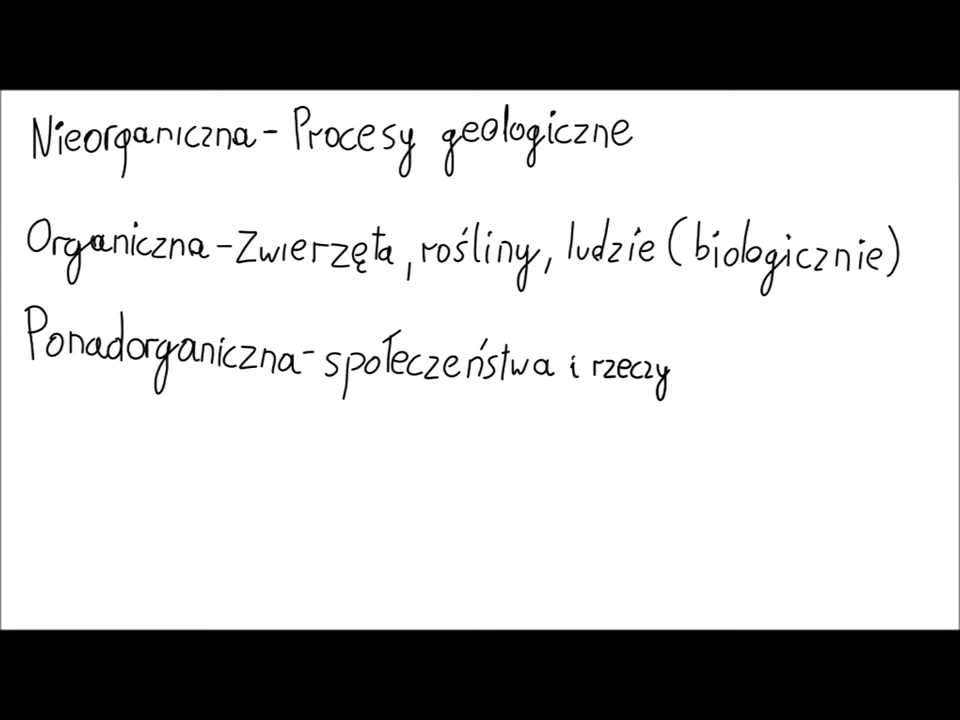 Nieorganiczna - Procesy geologiczne
Organiczna - Zwierzęta, rośliny, ludzie (biologicznie)
Ponadorganiczna - społeczeństwa i rzeczy